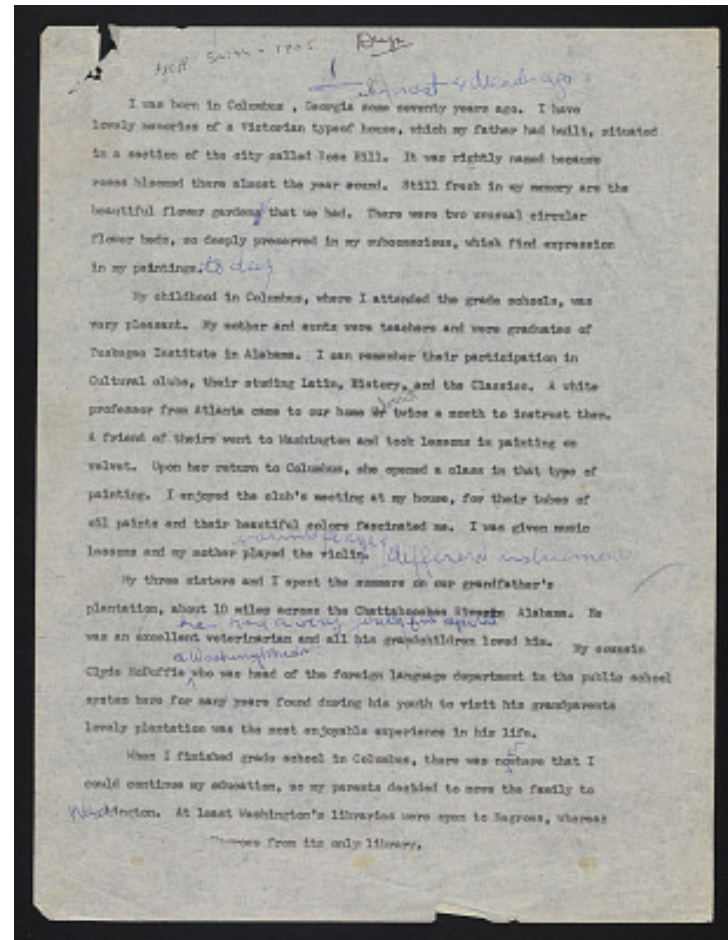 I was born in Columbus , Georgia some seventy years ago. I have
lovely memories of a Victorian typeof house, which my father had built, situated
in a section of the city called Rose Hill. It was rightly named because
roses bloomed there almost the year round. Still fresh in my memory are the
beautiful flower gardens that we had. There were two unusual circular
flower beds, so deeply preserved in my subconscious, which find expression
in my paintings. to day
My childhood in Columbus, where I attended the grade schools, was
very pleasant. My mother and aunts were teachers and were graduates of
Tuskegee Institute in Alabama. I can remember their participation in
Cultural clubs, their studing Latin, History, and the Classics. A white
professor from Atlanta came to our home or twice a month to instruct them.
A friend of theirs went to Washington and took lessons in painting on
velvet. Upon her return to Columbus, she opened a class in that type of
painting. I enjoyed the club's meeting at my house, for their tubes of
oil paints and their beautiful colors fascinated me. I was given music
lessons and my mother played the violin. different instruments
My three sisters and I spent the summers on our grandfather's
plantation, about 10 miles across the Chattahoochee River in Alabama. He
was an excellent veterinarian and all his grandchildren loved him. My cousin
a Washingtonian
Clyde McDuffie who was head of the foreign language department in the public school
system here for many years found during his youth to visit his grandparents
lovely plantation was the most enjoyable experience in his life.
When I finished grade school in Columbus, there was nowhere that I
could continue my education, so my parents decided to move the family to
Washington. At least Washington's libraries were open to Negroes, whereas
from its only library.